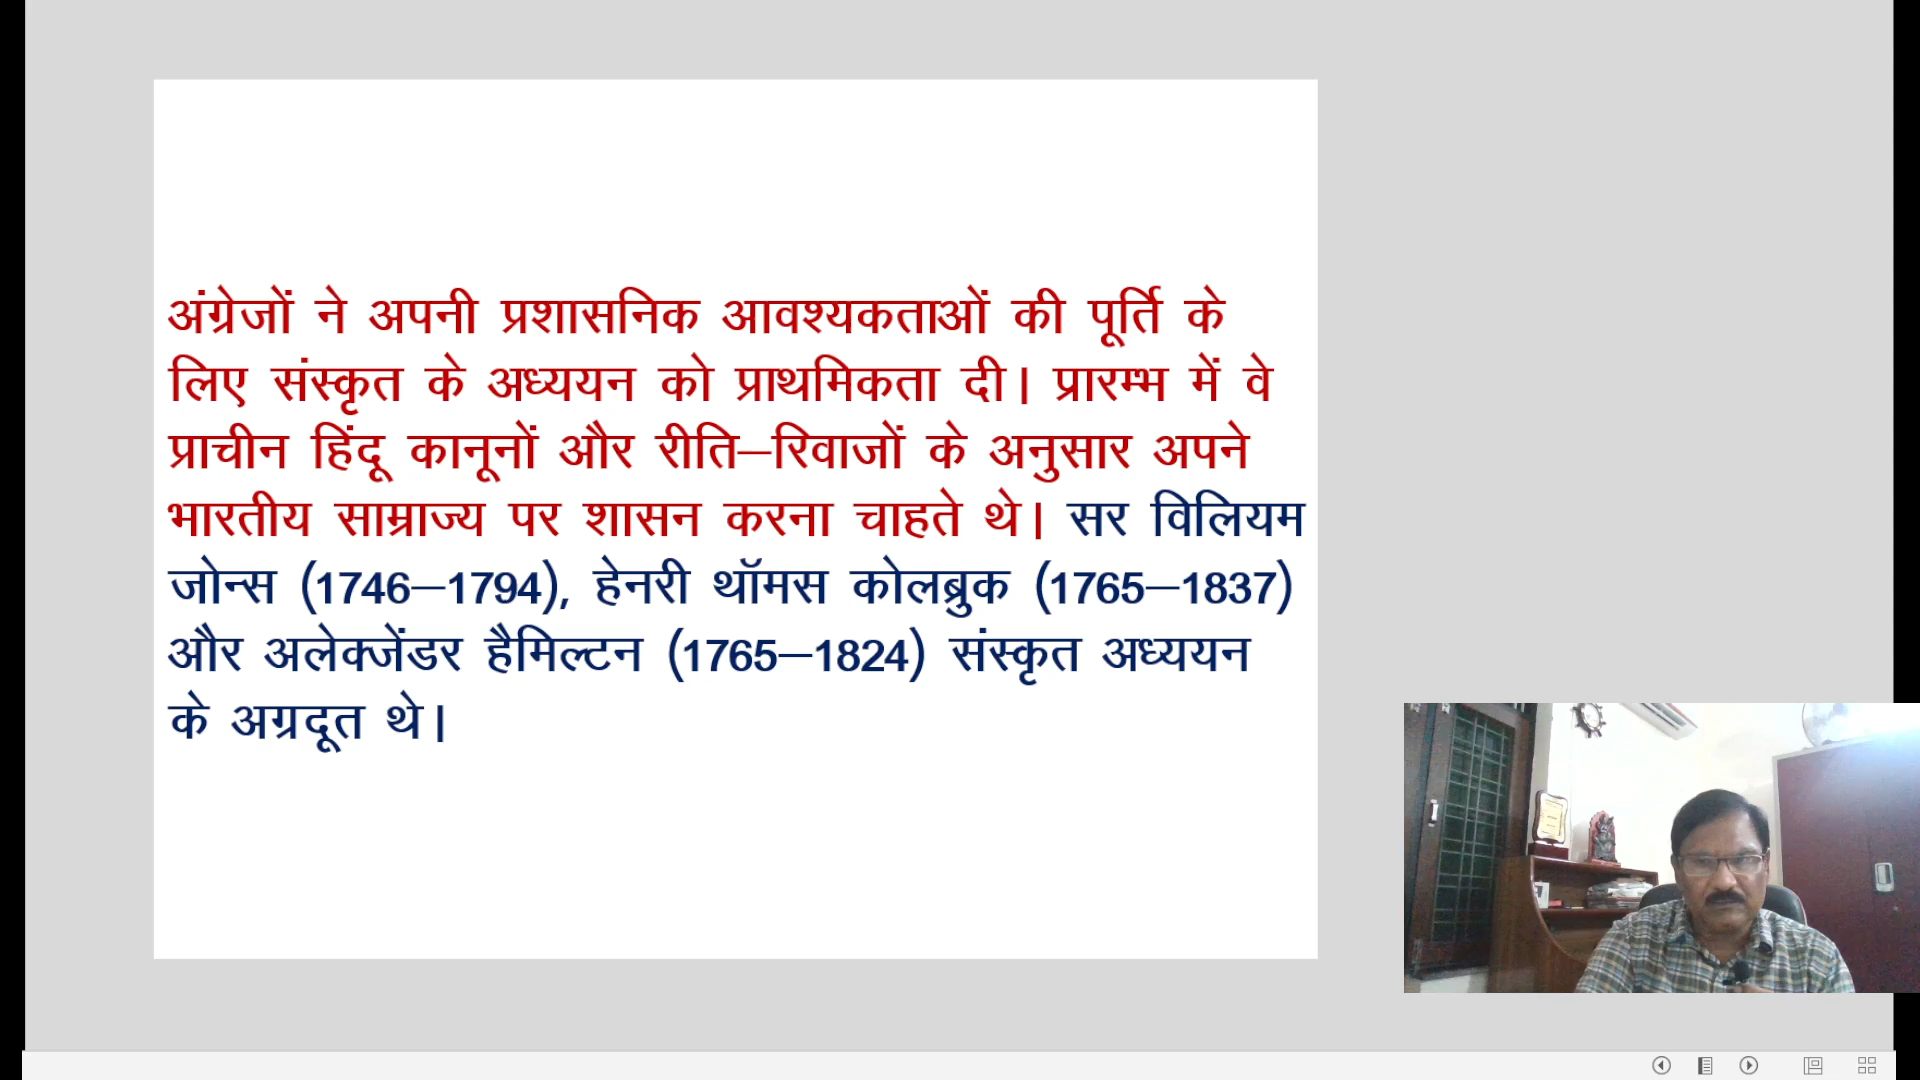 अंग्रेजों ने अपनी प्रशासनिक आवश्यकताओं की पूर्ति के
लिए संस्कृत के अध्ययन को प्राथमिकता दी। प्रारम्भ में वे
प्राचीन हिंदू कानूनों और रीति–रिवाजों के अनुसार अपने
भारतीय साम्राज्य पर शासन करना चाहते थे। सर विलियम
जोन्स (1746–1794), हेनरी थॉमस कोलब्रुक (1765–1837)
और अलेक्जेंडर हैमिल्टन (1765–1824) संस्कृत अध्ययन
के अग्रदूत थे।